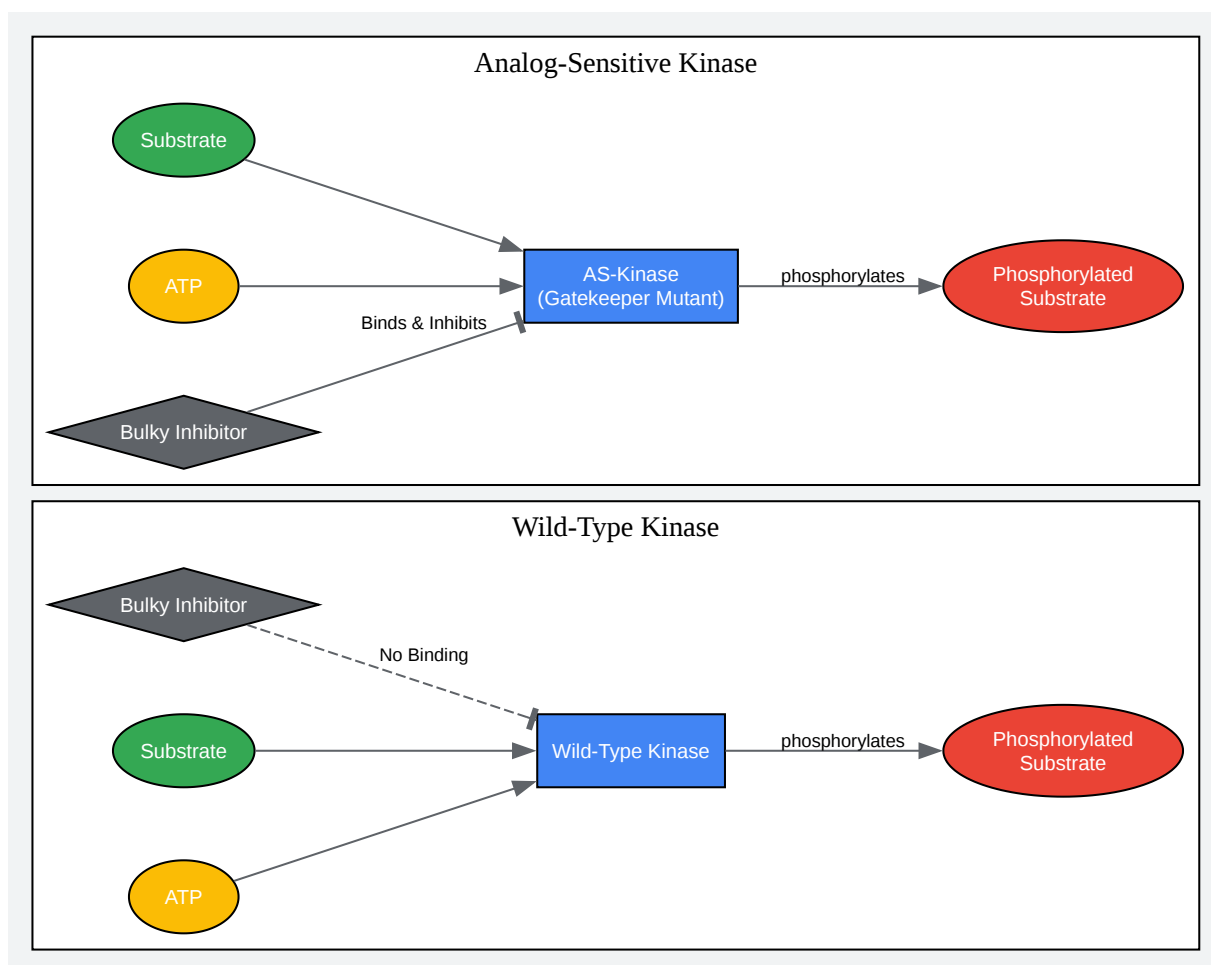 Analog-Sensitive Kinase
Substrate
ATP
Binds & Inhibits
Bulky Inhibitor
AS-Kinase
(Gatekeeper Mutant)
phosphorylates
Phosphorylated
Substrate
Wild-Type Kinase
Bulky Inhibitor
No Binding
Substrate
ATP
Wild-Type Kinase
phosphorylates
Phosphorylated
Substrate